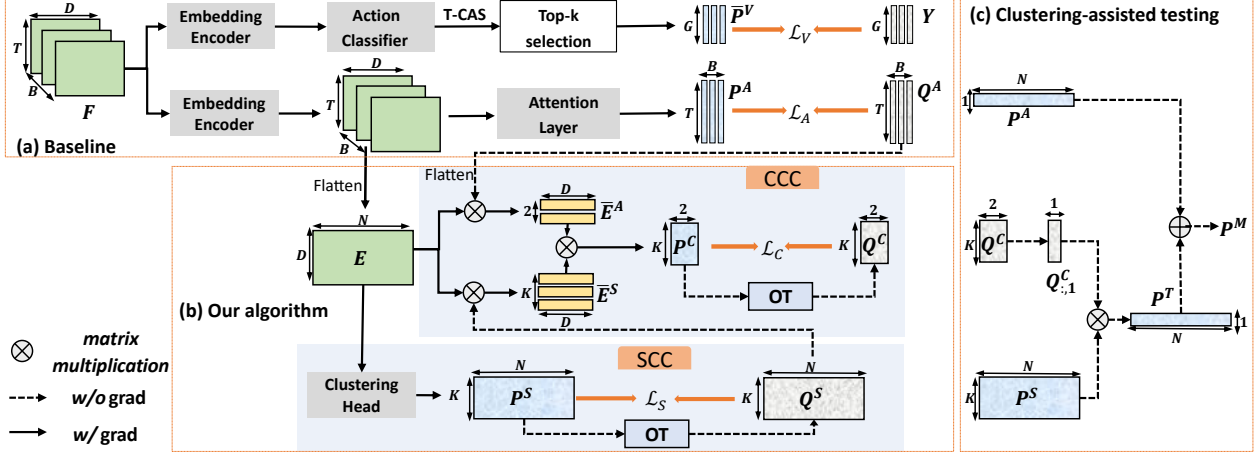 D
T
B
F
Embedding
Encoder
Action
Classifier
T-CAS
Top-k
selection
G
P̄^V
ℒ_V
G
Y
Embedding
Encoder
D
T
B
Attention
Layer
B
T
P^A
ℒ_A
B
T
Q^A
(a) Baseline
Flatten
Flatten
CCC
N
D
E
D
2
Ē^A
K
Ē^S
D
2
K
P^C
ℒ_C
2
K
Q^C
OT
(b) Our algorithm
SCC
Clustering
Head
N
K
P^S
ℒ_S
N
K
Q^S
OT
matrix
multiplication
w/o grad
w/ grad
(c) Clustering-assisted testing
N
1
P^A
2
K
Q^C
1
Q^C_{:,1}
P^M
P^T
1
N
N
K
P^S